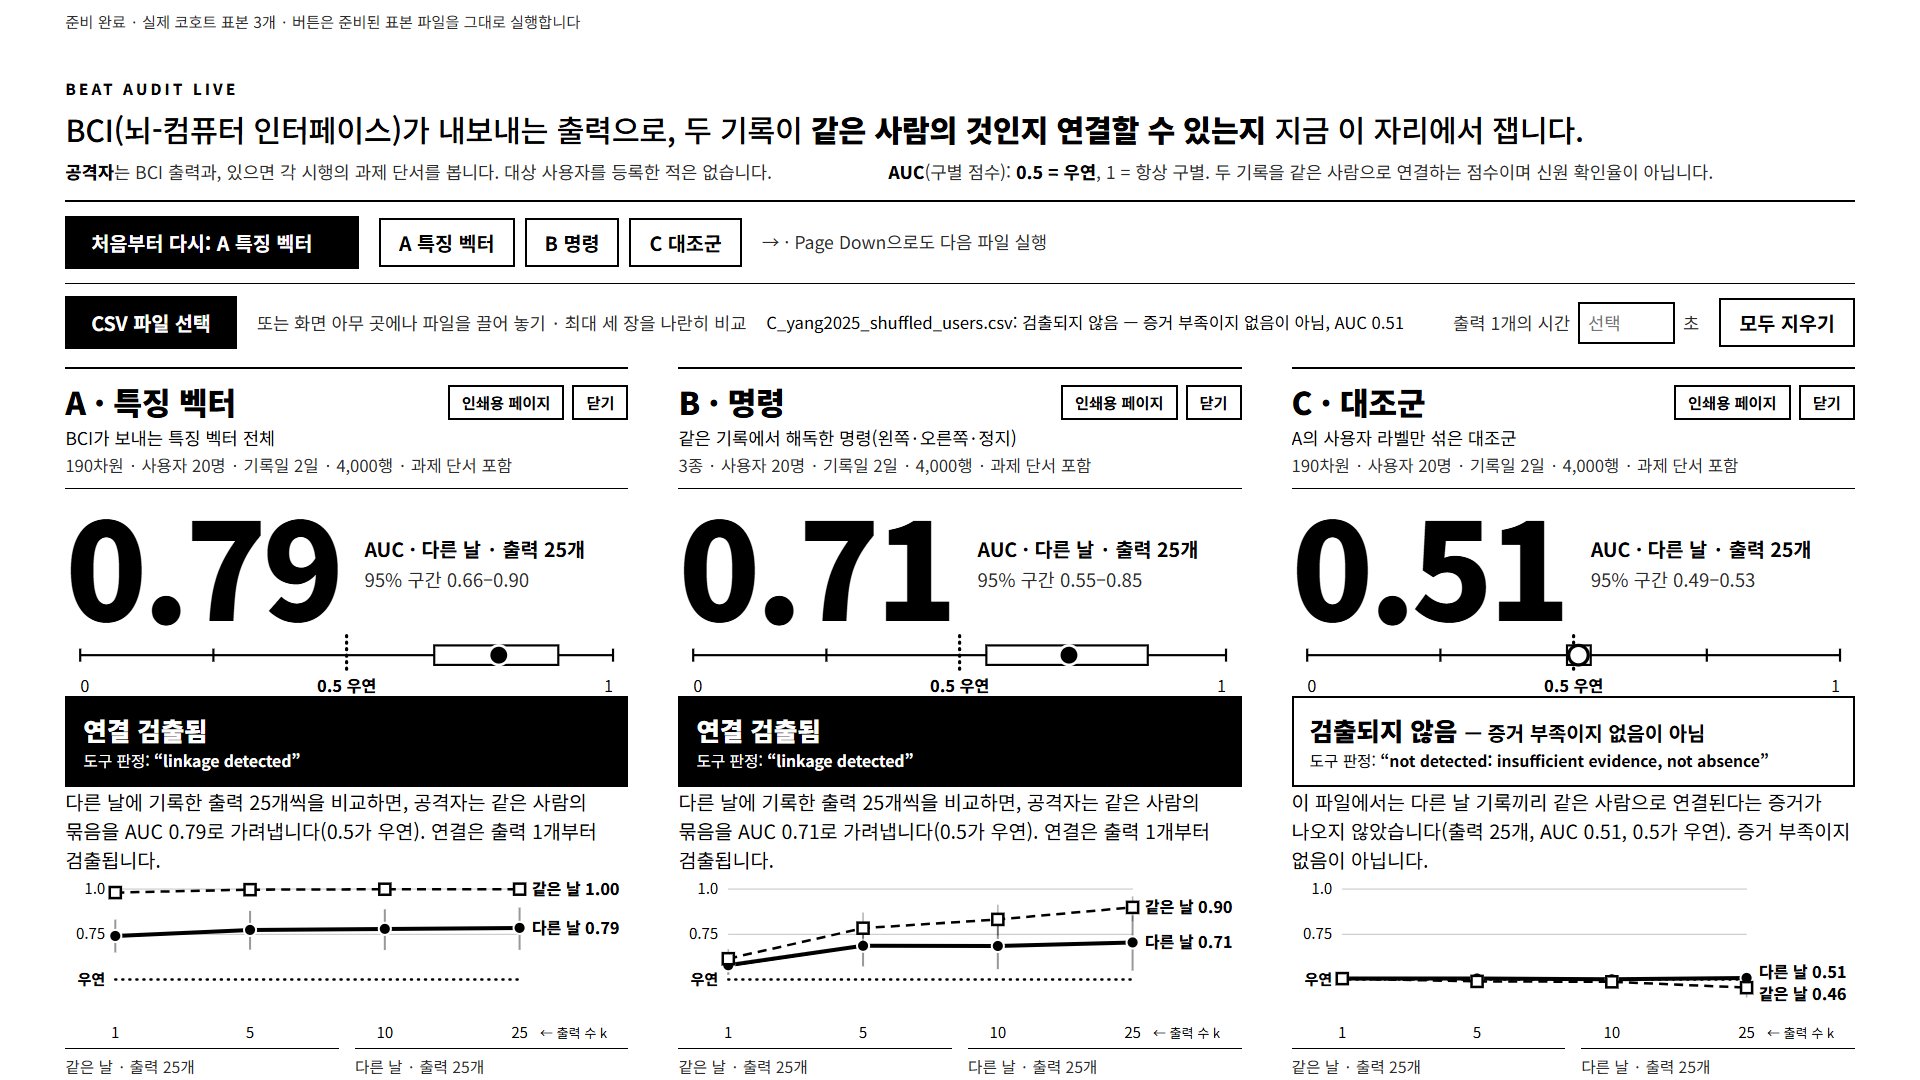 준비 완료 · 실제 코호트 표본 3개 · 버튼은 준비된 표본 파일을 그대로 실행합니다
BEAT AUDIT LIVE
BCI(뇌-컴퓨터 인터페이스)가 내보내는 출력으로, 두 기록이 같은 사람의 것인지 연결할 수 있는지 지금 이 자리에서 잽니다.
공격자는 BCI 출력과, 있으면 각 시행의 과제 단서를 봅니다. 대상 사용자를 등록한 적은 없습니다.
AUC(구별 점수): 0.5 = 우연, 1 = 항상 구별. 두 기록을 같은 사람으로 연결하는 점수이며 신원 확인율이 아닙니다.
처음부터 다시: A 특징 벡터
A 특징 벡터
B 명령
C 대조군
→ · Page Down으로도 다음 파일 실행
CSV 파일 선택
또는 화면 아무 곳에나 파일을 끌어 놓기 · 최대 세 장을 나란히 비교
C_yang2025_shuffled_users.csv: 검출되지 않음 — 증거 부족이지 없음이 아님, AUC 0.51
출력 1개의 시간
선택
초
모두 지우기
A · 특징 벡터
인쇄용 페이지
닫기
BCI가 보내는 특징 벡터 전체
190차원 · 사용자 20명 · 기록일 2일 · 4,000행 · 과제 단서 포함
0.79
AUC · 다른 날 · 출력 25개
95% 구간 0.66–0.90
0
0.5 우연
1
연결 검출됨
도구 판정: “linkage detected”
다른 날에 기록한 출력 25개씩을 비교하면, 공격자는 같은 사람의
묶음을 AUC 0.79로 가려냅니다(0.5가 우연). 연결은 출력 1개부터
검출됩니다.
1.0
같은 날 1.00
다른 날 0.79
0.75
우연
1
5
10
25
← 출력 수 k
같은 날 · 출력 25개
다른 날 · 출력 25개
B · 명령
인쇄용 페이지
닫기
같은 기록에서 해독한 명령(왼쪽·오른쪽·정지)
3종 · 사용자 20명 · 기록일 2일 · 4,000행 · 과제 단서 포함
0.71
AUC · 다른 날 · 출력 25개
95% 구간 0.55–0.85
0
0.5 우연
1
연결 검출됨
도구 판정: “linkage detected”
다른 날에 기록한 출력 25개씩을 비교하면, 공격자는 같은 사람의
묶음을 AUC 0.71로 가려냅니다(0.5가 우연). 연결은 출력 1개부터
검출됩니다.
1.0
같은 날 0.90
0.75
다른 날 0.71
우연
1
5
10
25
← 출력 수 k
같은 날 · 출력 25개
다른 날 · 출력 25개
C · 대조군
인쇄용 페이지
닫기
A의 사용자 라벨만 섞은 대조군
190차원 · 사용자 20명 · 기록일 2일 · 4,000행 · 과제 단서 포함
0.51
AUC · 다른 날 · 출력 25개
95% 구간 0.49–0.53
0
0.5 우연
1
검출되지 않음 — 증거 부족이지 없음이 아님
도구 판정: “not detected: insufficient evidence, not absence”
이 파일에서는 다른 날 기록끼리 같은 사람으로 연결된다는 증거가
나오지 않았습니다(출력 25개, AUC 0.51, 0.5가 우연). 증거 부족이지
없음이 아닙니다.
1.0
0.75
우연
다른 날 0.51
같은 날 0.46
1
5
10
25
← 출력 수 k
같은 날 · 출력 25개
다른 날 · 출력 25개